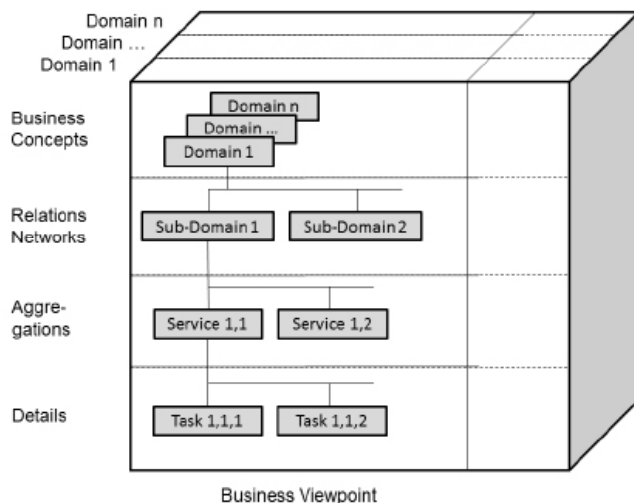 Domain n
Domain ...
Domain 1
Business
Concepts
Domain n
Domain ...
Domain 1
Relations
Networks
Sub-Domain 1
Sub-Domain 2
Aggre-
gations
Service 1,1
Service 1,2
Details
Task 1,1,1
Task 1,1,2
Business Viewpoint